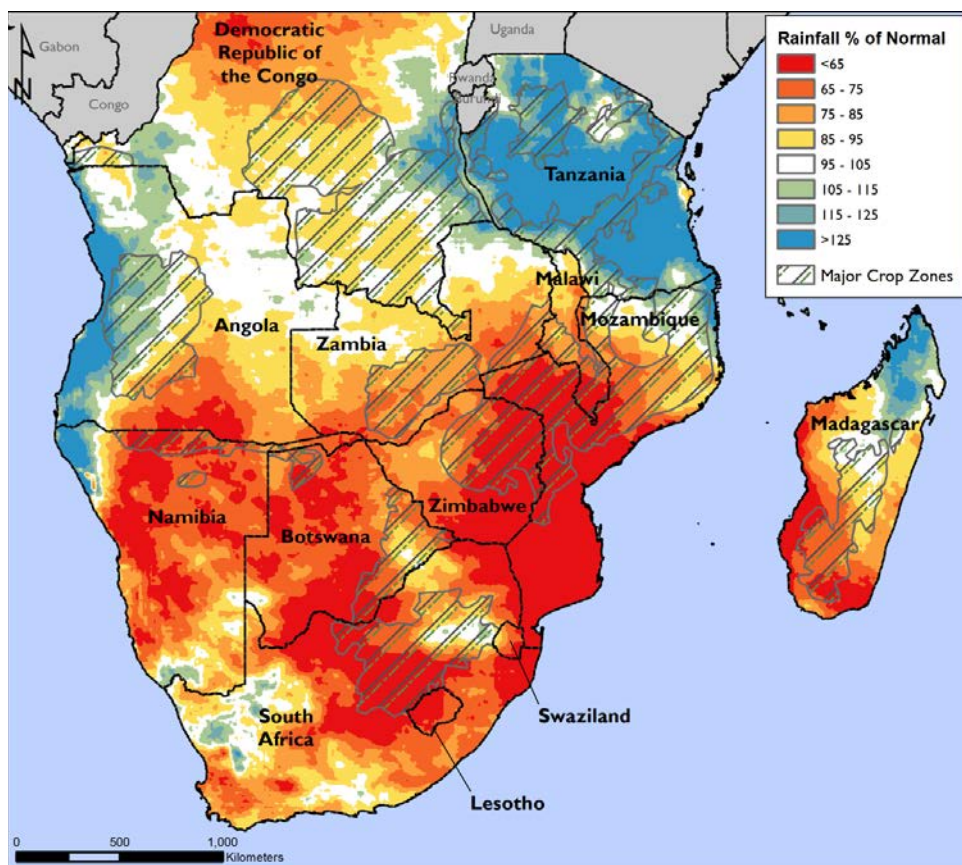 Democratic
Republic of
the Congo
Gabon
Congo
Uganda
Rwanda
Burundi
N
Tanzania
Malawi
Mozambique
Angola
Zambia
Madagascar
Namibia
Botswana
Zimbabwe
South
Africa
Swaziland
Lesotho
Rainfall % of Normal
<65
65 - 75
75 - 85
85 - 95
95 - 105
105 - 115
115 - 125
>125
Major Crop Zones
0 500 1,000
Kilometers